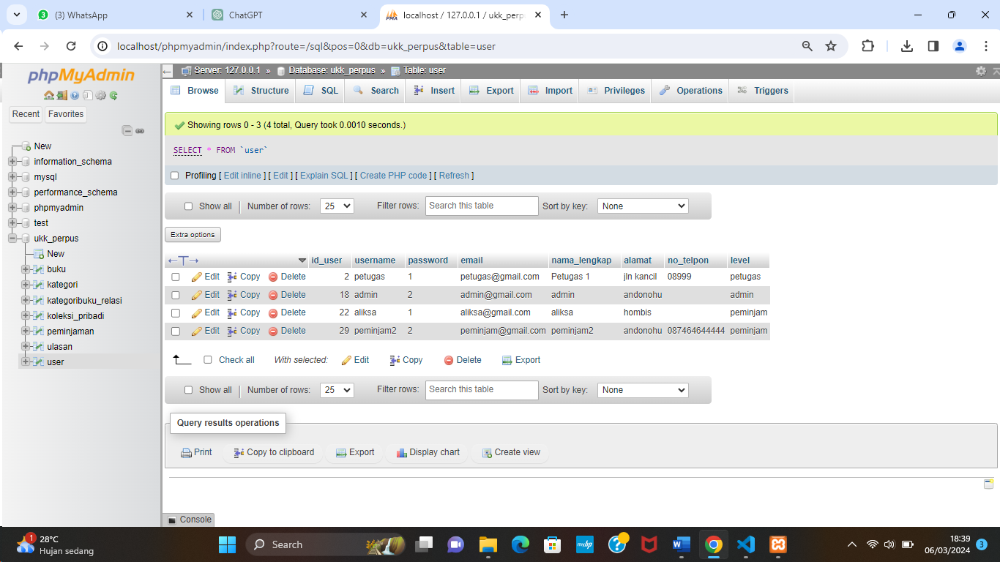 (3) WhatsApp
ChatGPT
localhost / 127.0.0.1 / ukk_perp
localhost/phpmyadmin/index.php?route=/sql&pos=0&db=ukk_perpus&table=user
phpMyAdmin
Recent Favorites
New
information_schema
mysql
performance_schema
phpmyadmin
test
ukk_perpus
New
buku
kategori
kategoribuku_relasi
koleksi_pribadi
peminjaman
ulasan
user
Server: 127.0.0.1 » Database: ukk_perpus » Table: user
Browse Structure SQL Search Insert Export Import Privileges Operations Triggers
Showing rows 0 - 3 (4 total, Query took 0.0010 seconds.)
SELECT * FROM `user`
Profiling [ Edit inline ] [ Edit ] [ Explain SQL ] [ Create PHP code ] [ Refresh ]
Show all Number of rows: 25 Filter rows: Search this table Sort by key: None
Extra options
id_user username password email nama_lengkap alamat no_telpon level
Edit Copy Delete 2 petugas 1 petugas@gmail.com Petugas 1 jln kancil 08999 petugas
Edit Copy Delete 18 admin 2 admin@gmail.com admin andonohu admin
Edit Copy Delete 22 aliksa 1 aliksa@gmail.com aliksa hombis peminjam
Edit Copy Delete 29 peminjam2 2 peminjam@gmail.com peminjam2 andonohu 087464644444 peminjam
Check all With selected: Edit Copy Delete Export
Show all Number of rows: 25 Filter rows: Search this table Sort by key: None
Query results operations
Print Copy to clipboard Export Display chart Create view
Console
1
28°C
Hujan sedang
Search
18:39
06/03/2024
3